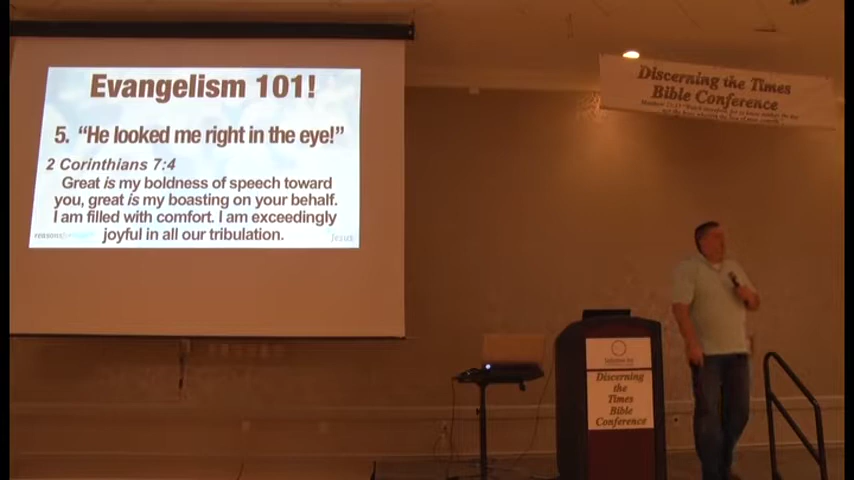 Evangelism 101!
5. "He looked me right in the eye!"
2 Corinthians 7:4
Great is my boldness of speech toward
you, great is my boasting on your behalf.
I am filled with comfort. I am exceedingly
joyful in all our tribulation.
Jesus
Discerning the Times
Bible Conference
Discerning
the
Times
Bible
Conference